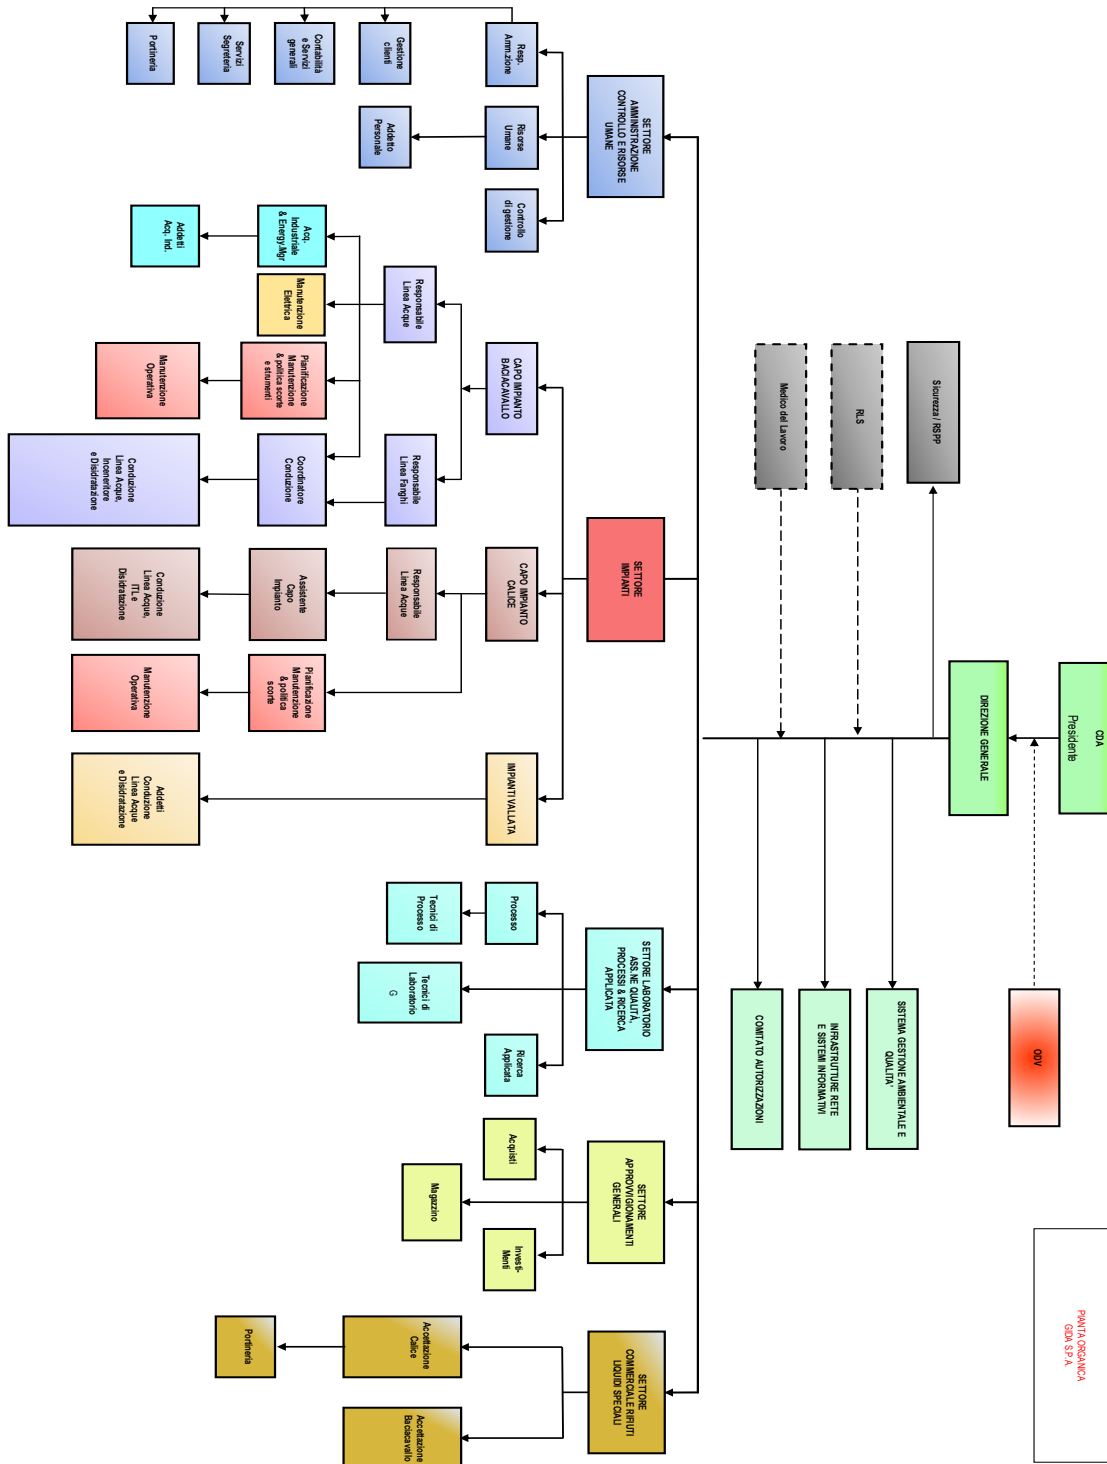 PIANTA ORGANICA
GIDA S.P.A.
CDA
Presidente
ODV
DIREZIONE GENERALE
Sicurezza / RSPP
RLS
Medico del Lavoro
SISTEMA GESTIONE AMBIENTALE E
QUALITA'
INFRASTRUTTURE RETE
E SISTEMI INFORMATIVI
COMITATO AUTORIZZAZIONI
SETTORE
AMMINISTRAZIONE
CONTROLLO E RISORSE
UMANE
SETTORE
IMPIANTI
SETTORE LABORATORIO
ASS.NE QUALITÀ,
PROCESSI & RICERCA
APPLICATA
SETTORE
APPROVVIGIONAMENTI
GENERALI
SETTORE
COMMERCIALE RIFIUTI
LIQUIDI SPECIALI
Resp.
Amm.zione
Risorse
Umane
Controllo
di gestione
CAPO IMPIANTO
BACIACAVALLO
CAPO IMPIANTO
CALICE
IMPIANTI VALLATA
Processo
Ricerca
Applicata
Acquisti
Investi-
Menti
Gestione
clienti
Addetto
Personale
Responsabile
Linea Acque
Responsabile
Linea Fanghi
Responsabile
Linea Acque
Tecnici di
Processo
Tecnici di
Laboratorio
G
Magazzino
Accettazione
Calice
Accettazione
Baciacavallo
Contabilità
e Servizi
generali
Acq.
Industriale
& Energy.Mgr
Manutenzione
Elettrica
Pianificazione
Manutenzione
& politica scorte
e strumenti
Coordinatore
Conduzione
Assistente
Capo
Impianto
Pianificazione
Manutenzione
& politica
scorte
Portineria
Servizi
Segreteria
Portineria
Addetti
Acq. Ind.
Manutenzione
Operativa
Conduzione
Linea Acque,
Inceneritore
e Disidratazione
Conduzione
Linea Acque,
ITL e
Disidratazione
Manutenzione
Operativa
Addetti
Conduzione
Linea Acque
e Disidratazione